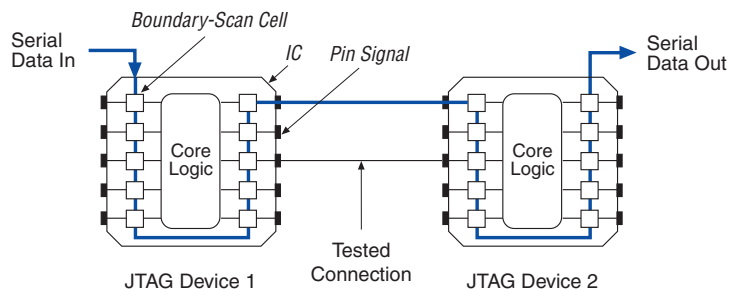 Boundary-Scan Cell
Serial
Data In
IC
Pin Signal
Serial
Data Out
Core
Logic
Core
Logic
Tested
Connection
JTAG Device 1
JTAG Device 2